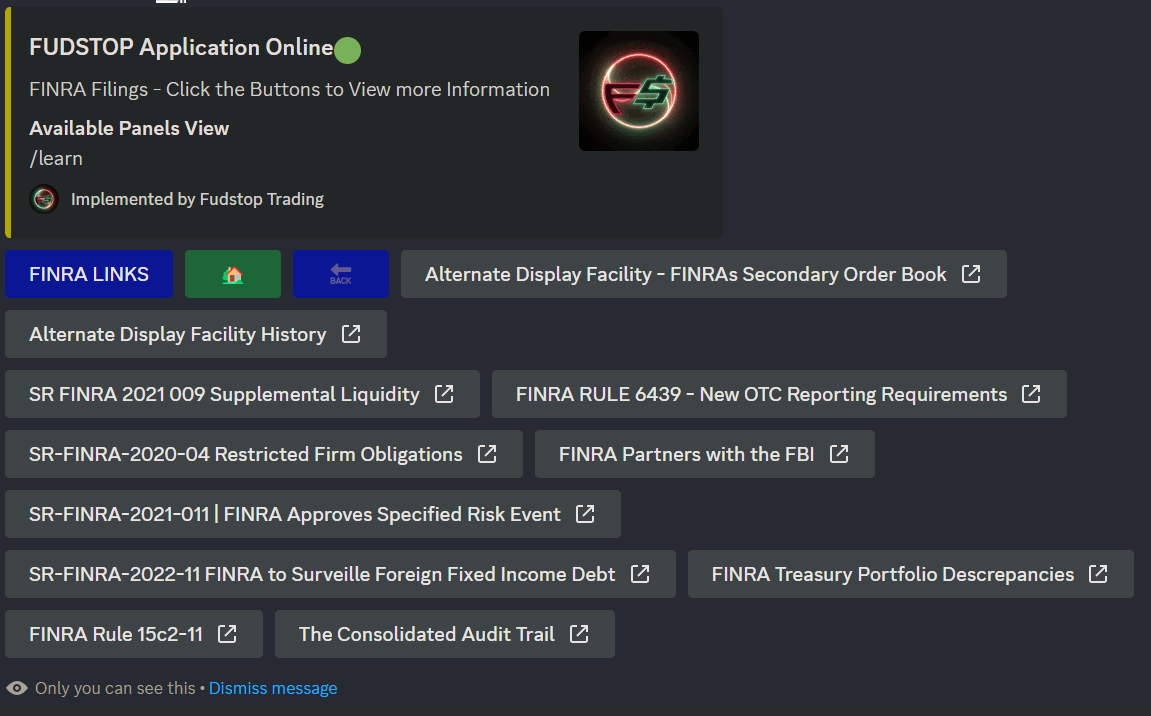 FUDSTOP Application Online
FINRA Filings - Click the Buttons to View more Information
Available Panels View
/learn
Implemented by Fudstop Trading
FINRA LINKS
BACK
Alternate Display Facility - FINRAs Secondary Order Book
Alternate Display Facility History
SR FINRA 2021 009 Supplemental Liquidity
FINRA RULE 6439 - New OTC Reporting Requirements
SR-FINRA-2020-04 Restricted Firm Obligations
FINRA Partners with the FBI
SR-FINRA-2021-011 | FINRA Approves Specified Risk Event
SR-FINRA-2022-11 FINRA to Surveille Foreign Fixed Income Debt
FINRA Treasury Portfolio Descrepancies
FINRA Rule 15c2-11
The Consolidated Audit Trail
Only you can see this • Dismiss message